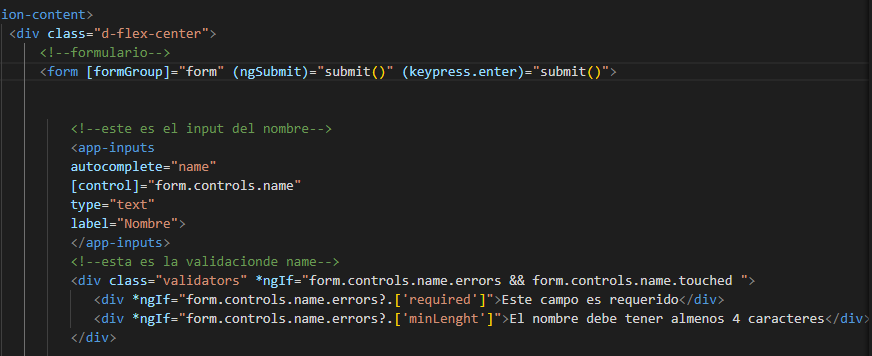 ion-content>
<div class="d-flex-center">
<!--formulario-->
<form [formGroup]="form" (ngSubmit)="submit()" (keypress.enter)="submit()">
<!--este es el input del nombre-->
<app-inputs
autocomplete="name"
[control]="form.controls.name"
type="text"
label="Nombre">
</app-inputs>
<!--esta es la validacionde name-->
<div class="validators" *ngIf="form.controls.name.errors && form.controls.name.touched ">
<div *ngIf="form.controls.name.errors?.['required']">Este campo es requerido</div>
<div *ngIf="form.controls.name.errors?.['minLenght']">El nombre debe tener almenos 4 caracteres</div>
</div>